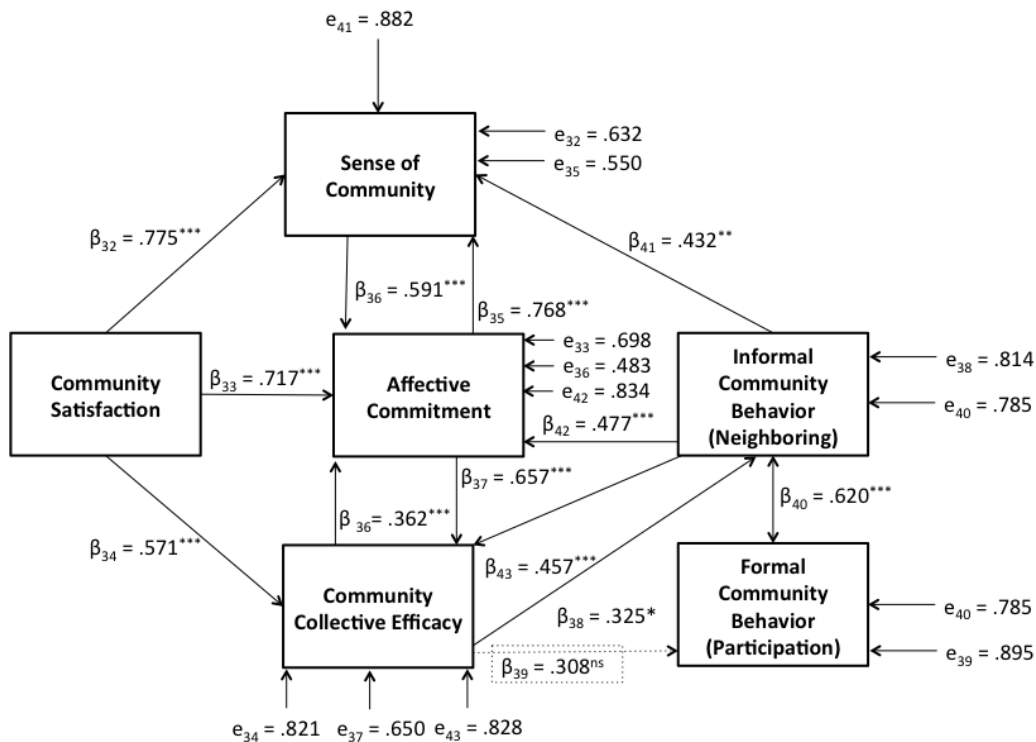 e₄₁ = .882
Sense of
Community
e₃₂ = .632
e₃₅ = .550
β₃₂ = .775***
β₄₁ = .432**
β₃₆ = .591***
β₃₅ = .768***
Community
Satisfaction
β₃₃ = .717***
Affective
Commitment
e₃₃ = .698
e₃₆ = .483
e₄₂ = .834
Informal
Community
Behavior
(Neighboring)
e₃₈ = .814
e₄₀ = .785
β₄₂ = .477***
β₃₇ = .657***
β₃₆ = .362***
β₄₀ = .620***
β₃₄ = .571***
β₄₃ = .457***
Community
Collective Efficacy
β₃₈ = .325*
β₃₉ = .308ⁿˢ
Formal
Community
Behavior
(Participation)
e₄₀ = .785
e₃₉ = .895
e₃₄ = .821
e₃₇ = .650
e₄₃ = .828